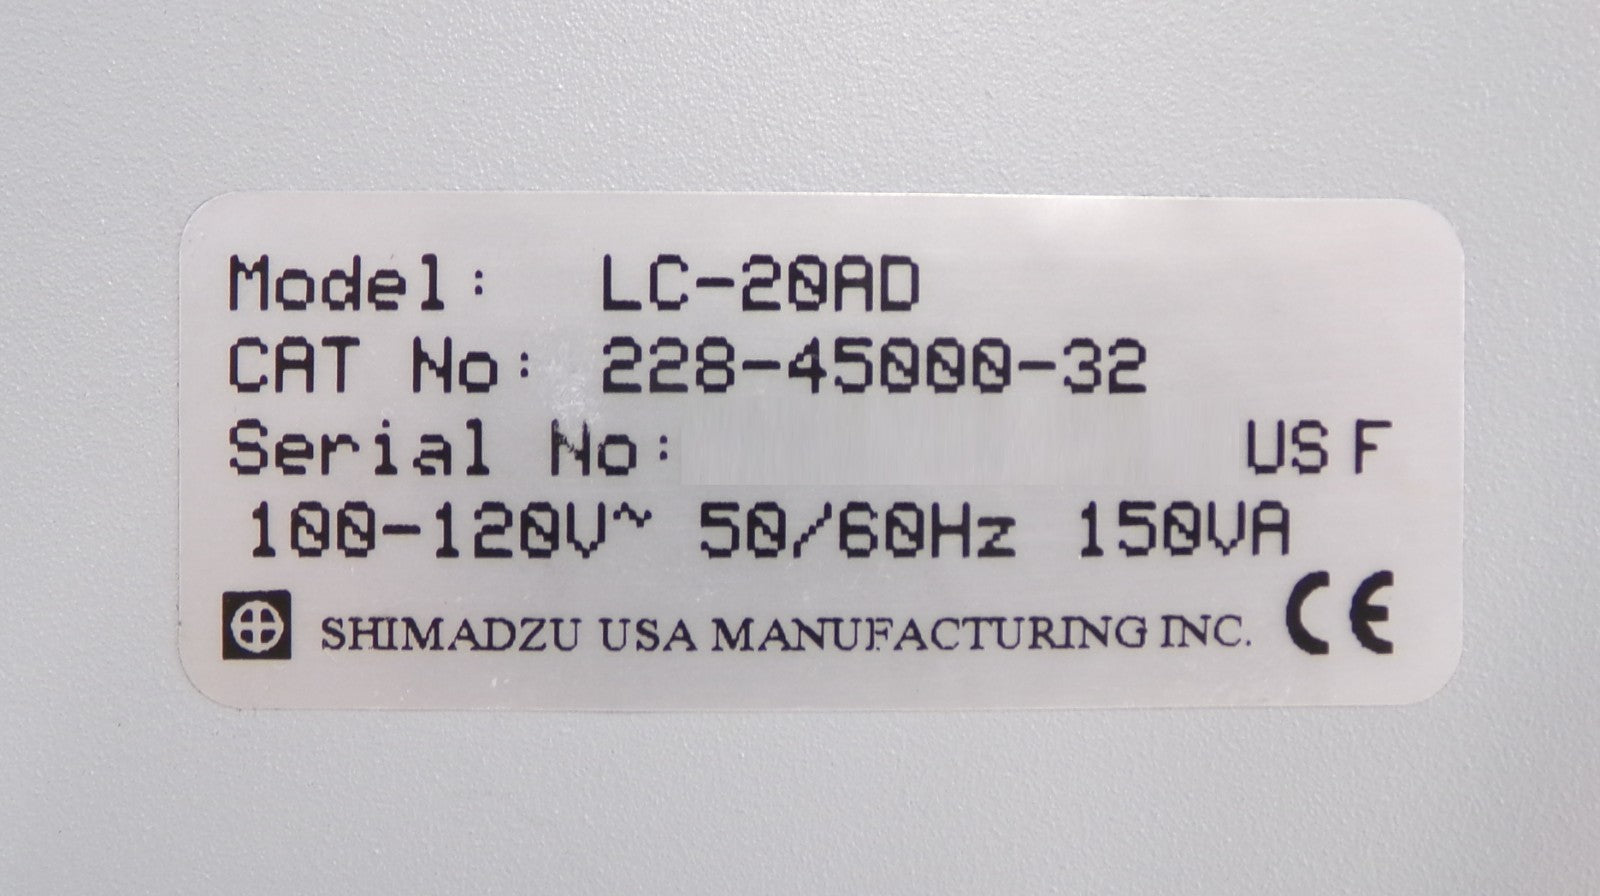 Model: LC-20AD
CAT No: 228-45000-32
Serial No: US F
100-120V~ 50/60Hz 150VA
SHIMADZU USA MANUFACTURING INC. CE